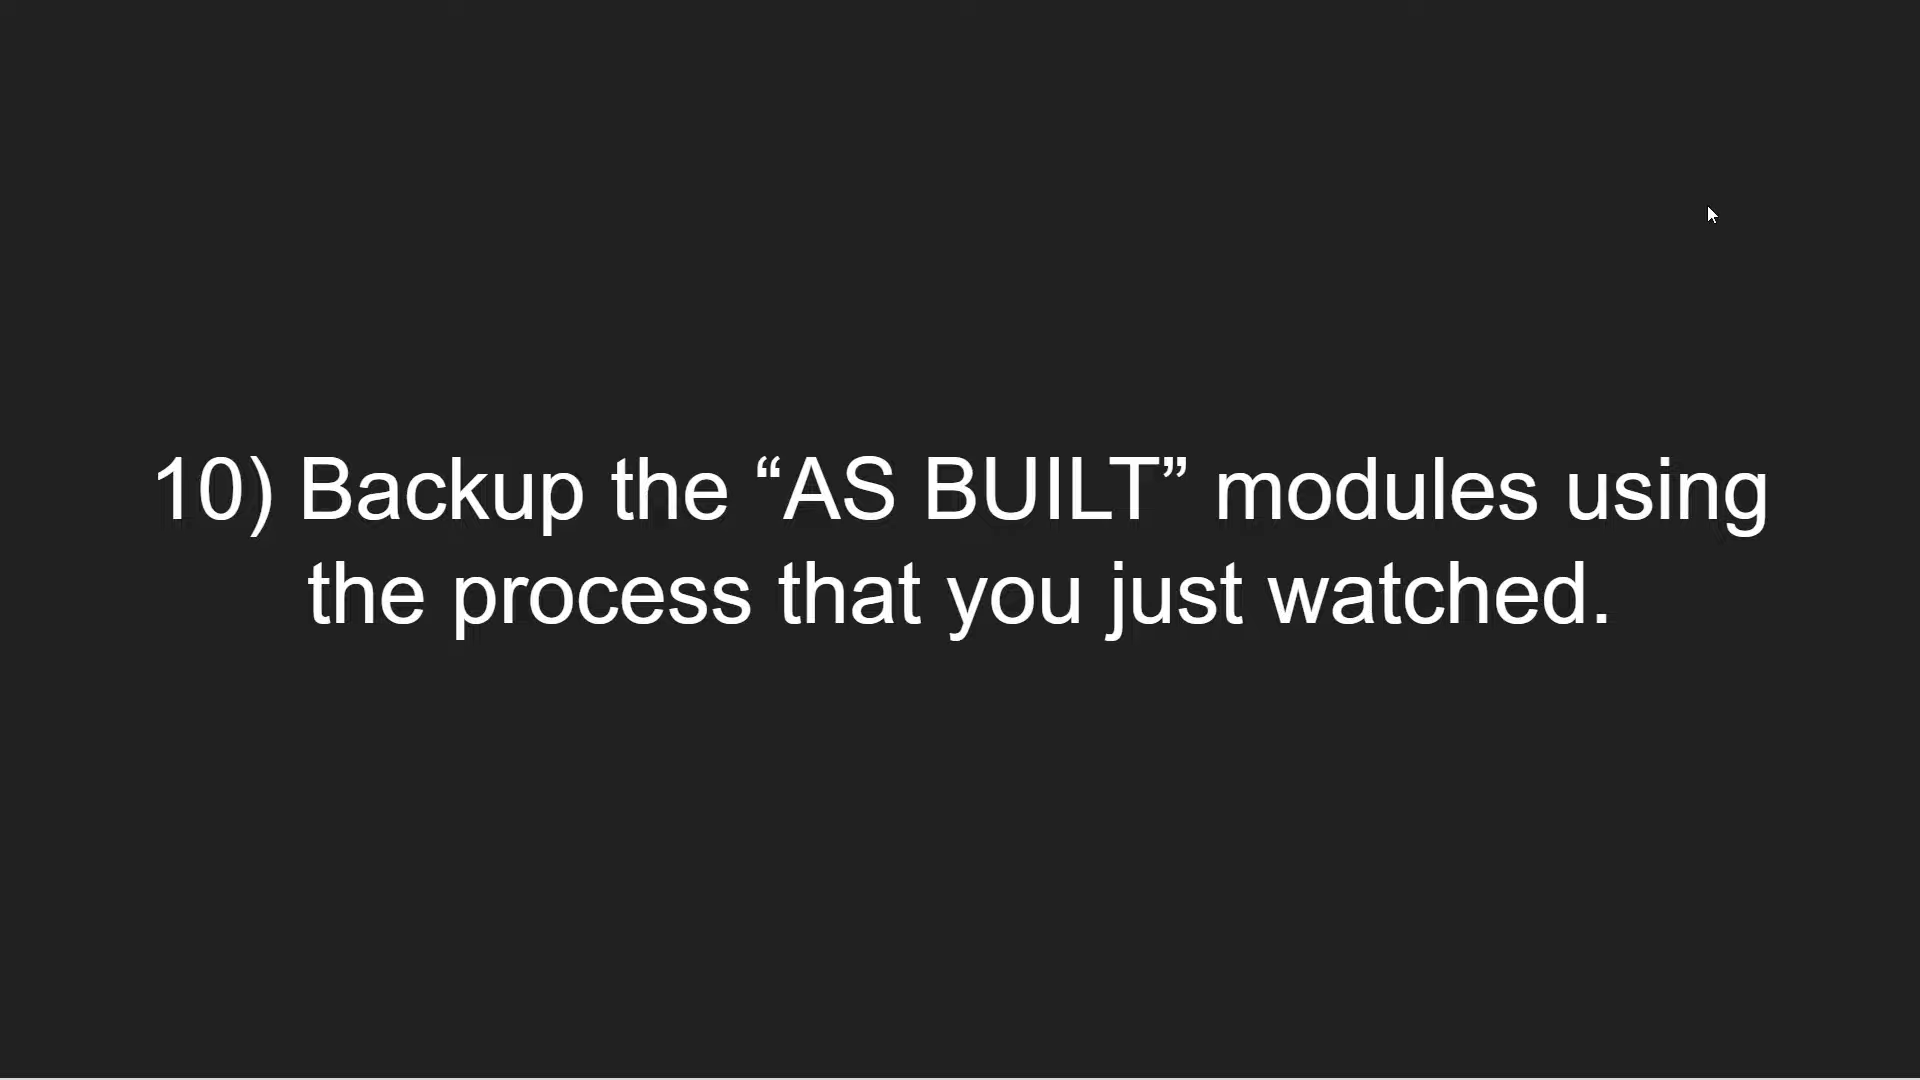 10) Backup the “AS BUILT” modules using
the process that you just watched.